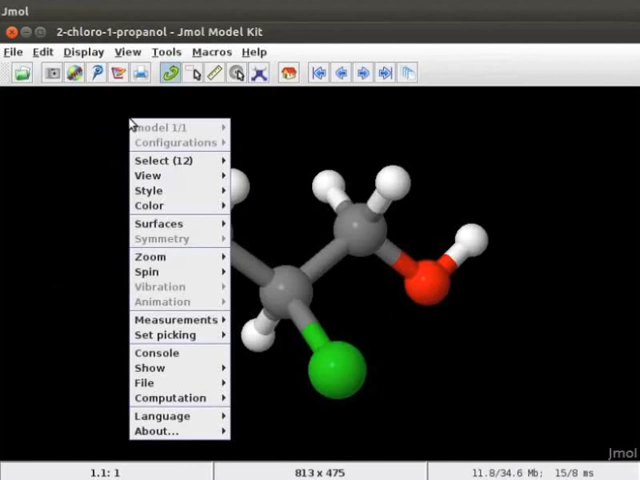 Jmol
2-chloro-1-propanol - Jmol Model Kit
File Edit Display View Tools Macros Help
model 1/1
Configurations
Select (12)
View
Style
Color
Surfaces
Symmetry
Zoom
Spin
Vibration
Animation
Measurements
Set picking
Console
Show
File
Computation
Language
About...
Jmol
1.1: 1 813 x 475 11.8/34.6 Mb; 15/8 ms